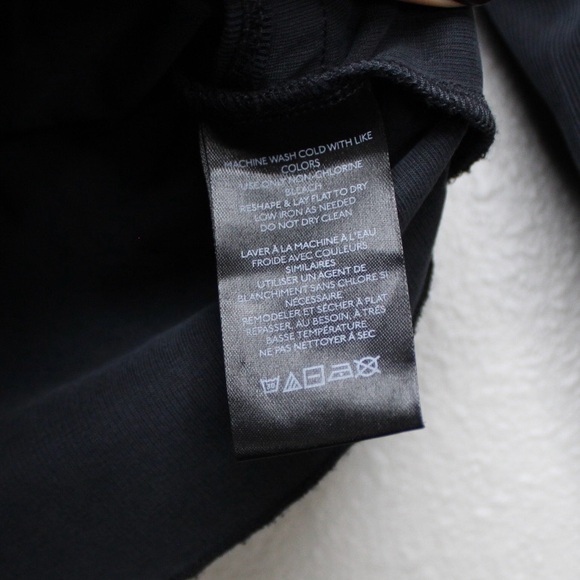 MACHINE WASH COLD WITH LIKE
COLORS
USE ONLY NON-CHLORINE
BLEACH
RESHAPE & LAY FLAT TO DRY
LOW IRON AS NEEDED
DO NOT DRY CLEAN
LAVER À LA MACHINE À L'EAU
FROIDE AVEC COULEURS
SIMILAIRES
UTILISER UN AGENT DE
BLANCHIMENT SANS CHLORE SI
NÉCESSAIRE
REMODELER ET SÉCHER À PLAT
REPASSER, AU BESOIN, À TRÈS
BASSE TEMPÉRATURE
NE PAS NETTOYER À SEC
30